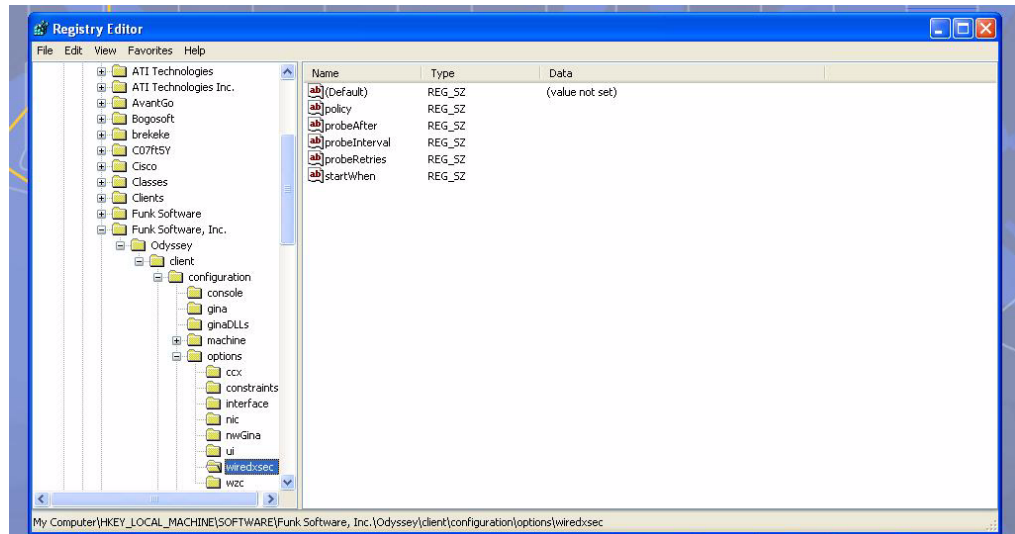 Registry Editor
File Edit View Favorites Help
ATI Technologies
ATI Technologies Inc.
AvantGo
Bogosoft
brekeke
C07ft5Y
Cisco
Classes
Clients
Funk Software
Funk Software, Inc.
Odyssey
client
configuration
console
gina
ginaDLLs
machine
options
ccx
constraints
interface
nic
nwGina
ui
wiredxsec
wzc
Name Type Data
(Default) REG_SZ (value not set)
policy REG_SZ
probeAfter REG_SZ
probeInterval REG_SZ
probeRetries REG_SZ
startWhen REG_SZ
My Computer\HKEY_LOCAL_MACHINE\SOFTWARE\Funk Software, Inc.\Odyssey\client\configuration\options\wiredxsec